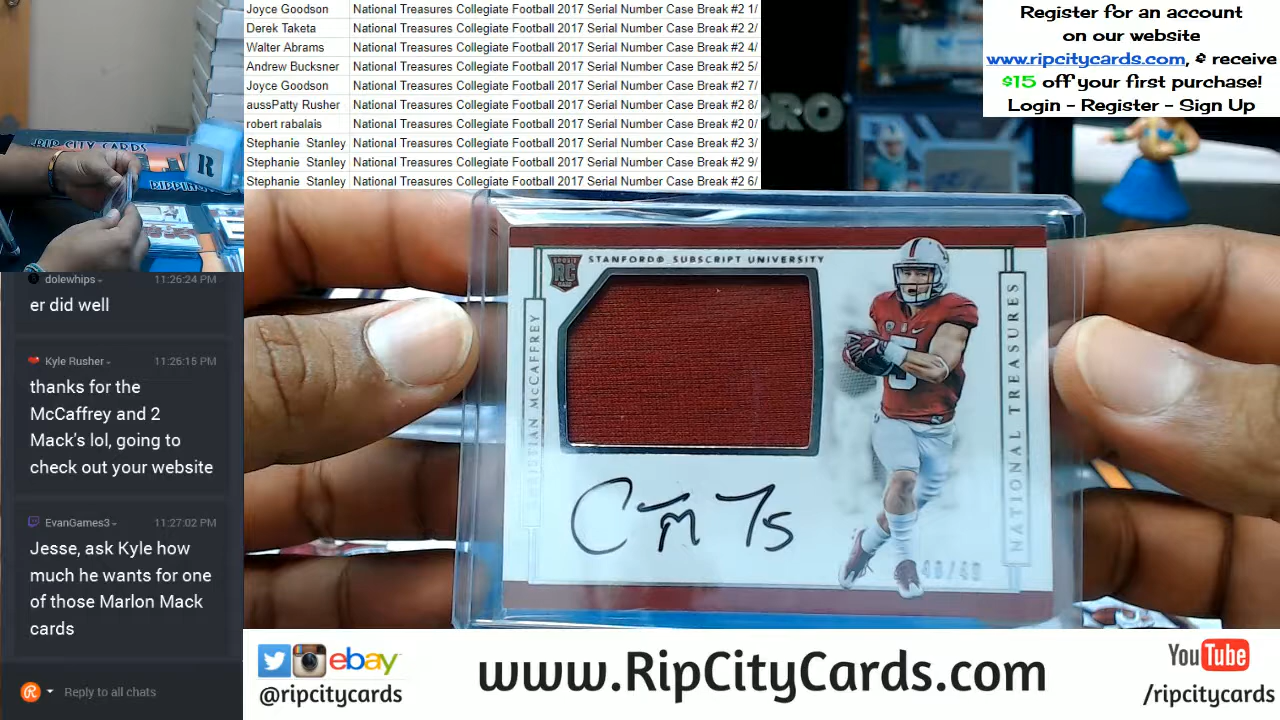 Joyce Goodson National Treasures Collegiate Football 2017 Serial Number Case Break #2 1/
Derek Taketa National Treasures Collegiate Football 2017 Serial Number Case Break #2 2/
Walter Abrams National Treasures Collegiate Football 2017 Serial Number Case Break #2 4/
Andrew Bucksner National Treasures Collegiate Football 2017 Serial Number Case Break #2 5/
Joyce Goodson National Treasures Collegiate Football 2017 Serial Number Case Break #2 7/
aussPatty Rusher National Treasures Collegiate Football 2017 Serial Number Case Break #2 8/
robert rabalais National Treasures Collegiate Football 2017 Serial Number Case Break #2 0/
Stephanie Stanley National Treasures Collegiate Football 2017 Serial Number Case Break #2 3/
Stephanie Stanley National Treasures Collegiate Football 2017 Serial Number Case Break #2 9/
Stephanie Stanley National Treasures Collegiate Football 2017 Serial Number Case Break #2 6/
Register for an account
on our website
www.ripcitycards.com, & receive
$15 off your first purchase!
Login - Register - Sign Up
PRO
RIP CITY CARDS
R
RIPPIN
dolewhips 11:26:24 PM
er did well
Kyle Rusher 11:26:15 PM
thanks for the
McCaffrey and 2
Mack's lol, going to
check out your website
EvanGames3 11:27:02 PM
Jesse, ask Kyle how
much he wants for one
of those Marlon Mack
cards
Reply to all chats
RC
STANFORD® SUBSCRIPT UNIVERSITY
CHRISTIAN McCAFFREY
NATIONAL TREASURES
5
ebay
@ripcitycards
www.RipCityCards.com
YouTube
/ripcitycards